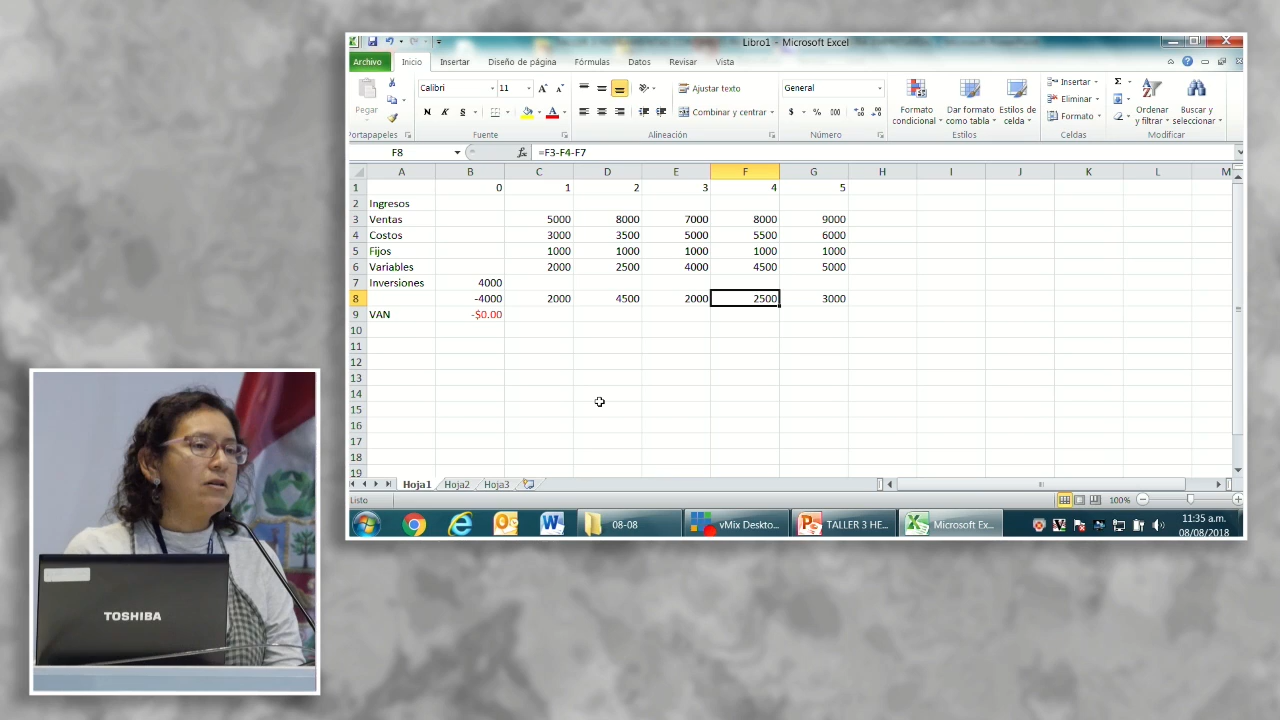 Libro1 - Microsoft Excel
Archivo Inicio Insertar Diseño de página Fórmulas Datos Revisar Vista
Pegar
Calibri 11
N K S
Ajustar texto
Combinar y centrar
General
$ % 000
Formato condicional
Dar formato como tabla
Estilos de celda
Insertar
Eliminar
Formato
Ordenar y filtrar
Buscar y seleccionar
Portapapeles Fuente Alineación Número Estilos Celdas Modificar
F8 fx =F3-F4-F7
A B C D E F G H I J K L M
1 0 1 2 3 4 5
2 Ingresos
3 Ventas 5000 8000 7000 8000 9000
4 Costos 3000 3500 5000 5500 6000
5 Fijos 1000 1000 1000 1000 1000
6 Variables 2000 2500 4000 4500 5000
7 Inversiones 4000
8 -4000 2000 4500 2000 2500 3000
9 VAN -$0.00
10
11
12
13
14
15
16
17
18
19
Hoja1 Hoja2 Hoja3
Listo 100%
08-08 vMix Deskto... TALLER 3 HE... Microsoft Ex... 11:35 a.m.
08/08/2018
TOSHIBA